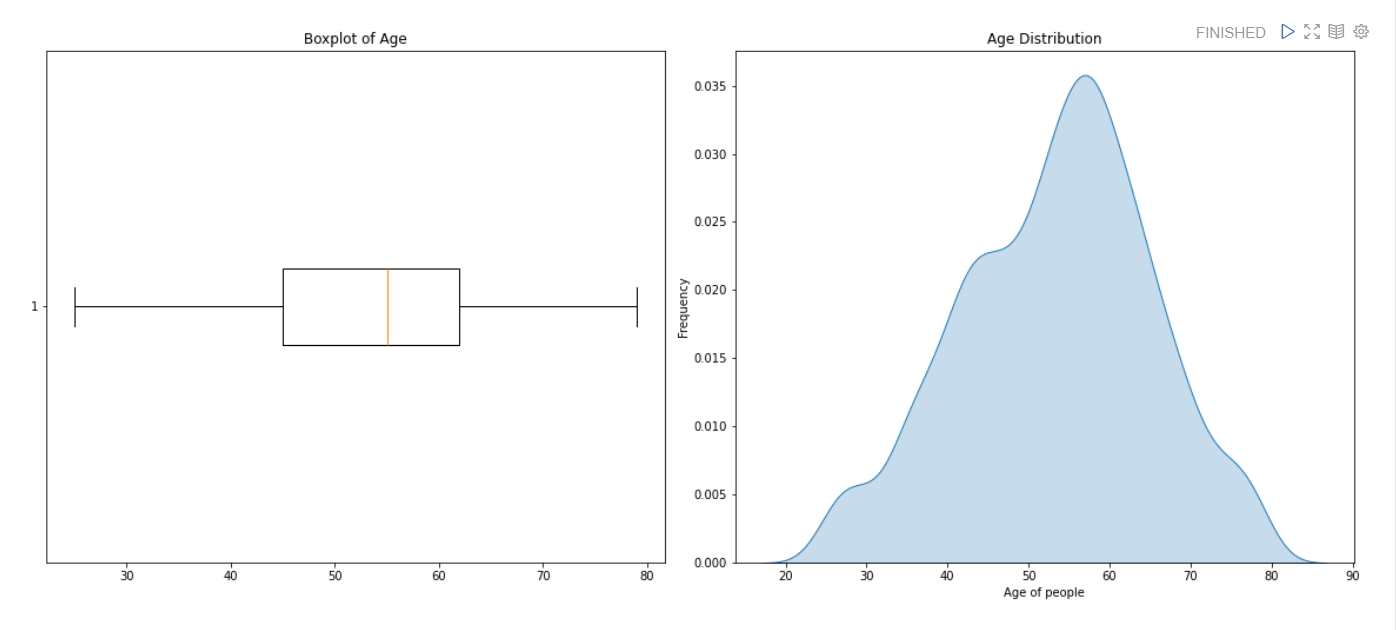 FINISHED
Boxplot of Age
1
30 40 50 60 70 80
Age Distribution
Frequency
0.035
0.030
0.025
0.020
0.015
0.010
0.005
0.000
20 30 40 50 60 70 80 90
Age of people